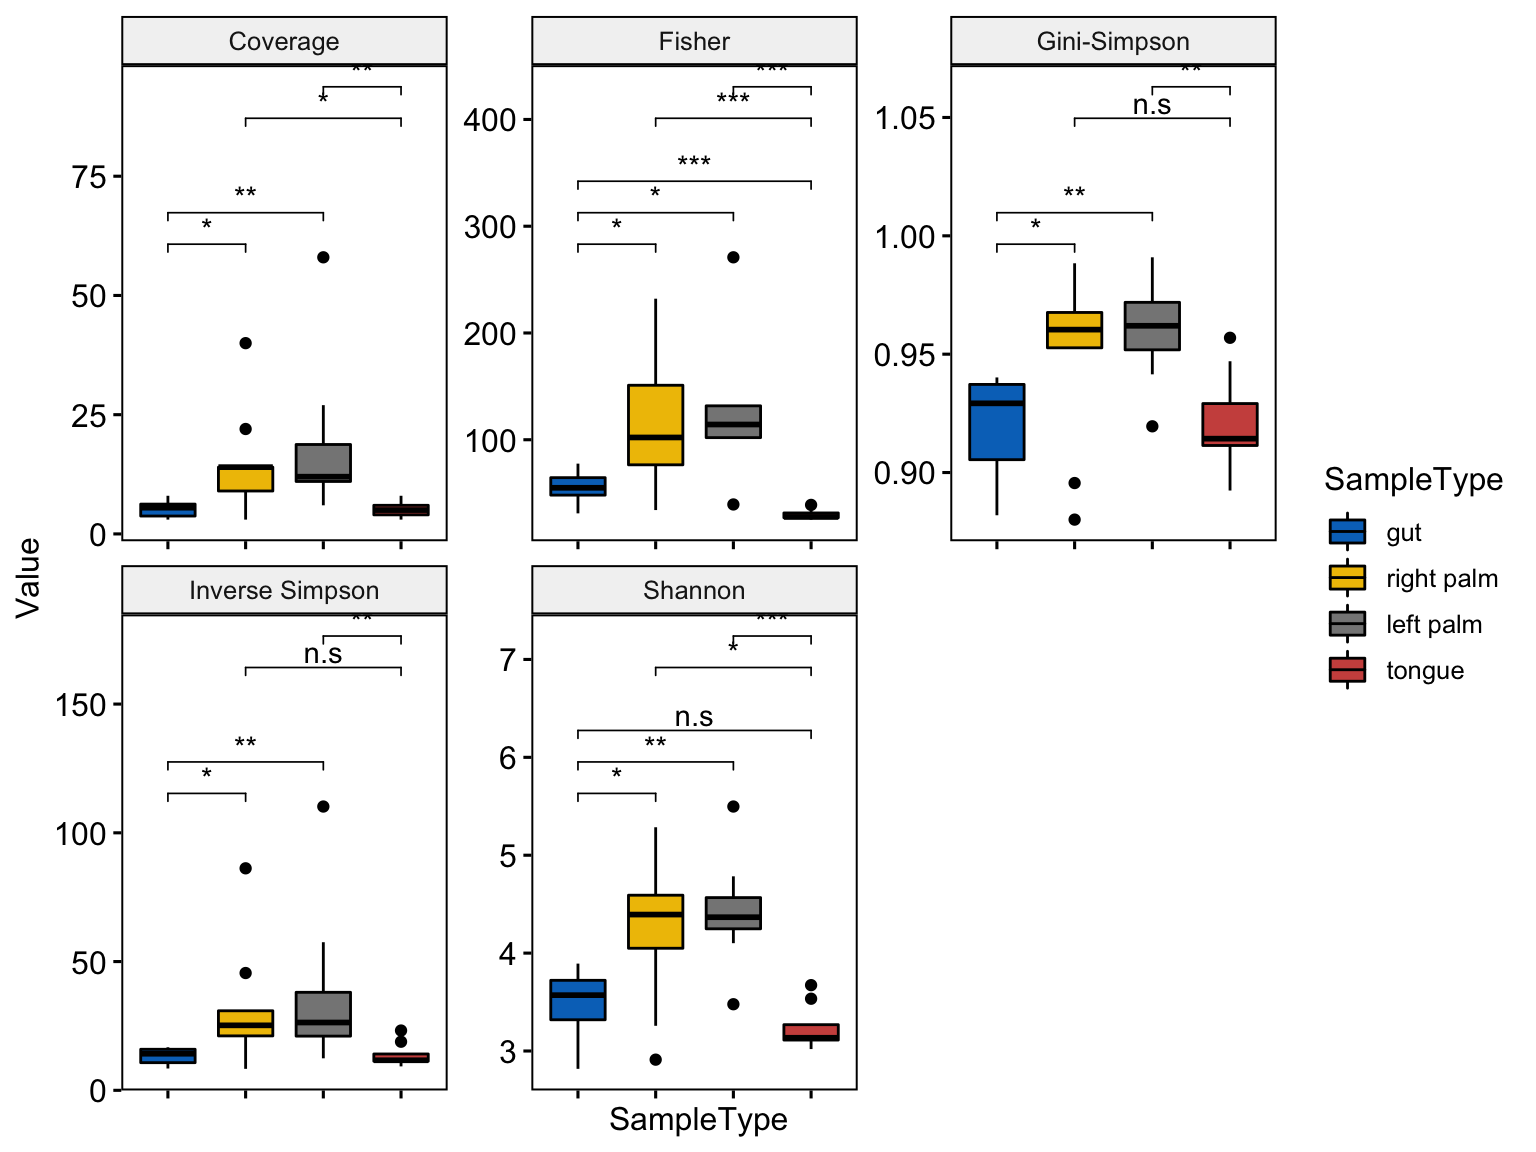 Coverage
**
*
75
**
*
50
25
0
Fisher
***
***
400
***
*
300
*
200
100
Gini-Simpson
**
n.s
1.05
**
*
1.00
0.95
0.90
SampleType
gut
right palm
left palm
tongue
Value
Inverse Simpson
**
n.s
150
**
*
100
50
0
Shannon
***
*
7
n.s
**
6
*
5
4
3
SampleType